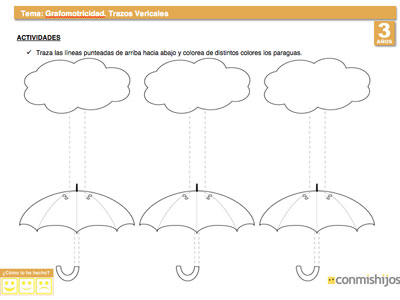 Tema: Grafomotricidad. Trazos Vericales
3
AÑOS
ACTIVIDADES
✓ Traza las líneas punteadas de arriba hacia abajo y colorea de distintos colores los paraguas.
¿Cómo lo he hecho?
conmishijos